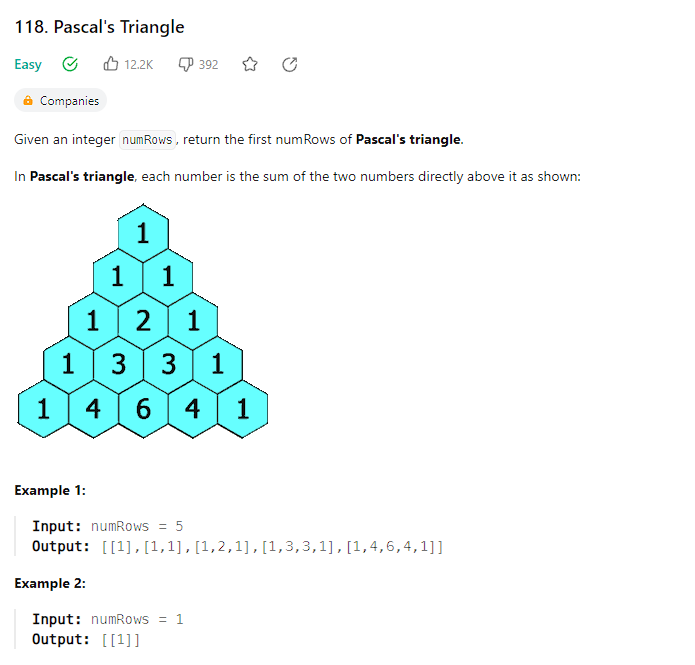 118. Pascal's Triangle
Easy 12.2K 392
Companies
Given an integer numRows, return the first numRows of Pascal's triangle.
In Pascal's triangle, each number is the sum of the two numbers directly above it as shown:
1
1 1
1 2 1
1 3 3 1
1 4 6 4 1
Example 1:
Input: numRows = 5
Output: [[1],[1,1],[1,2,1],[1,3,3,1],[1,4,6,4,1]]
Example 2:
Input: numRows = 1
Output: [[1]]